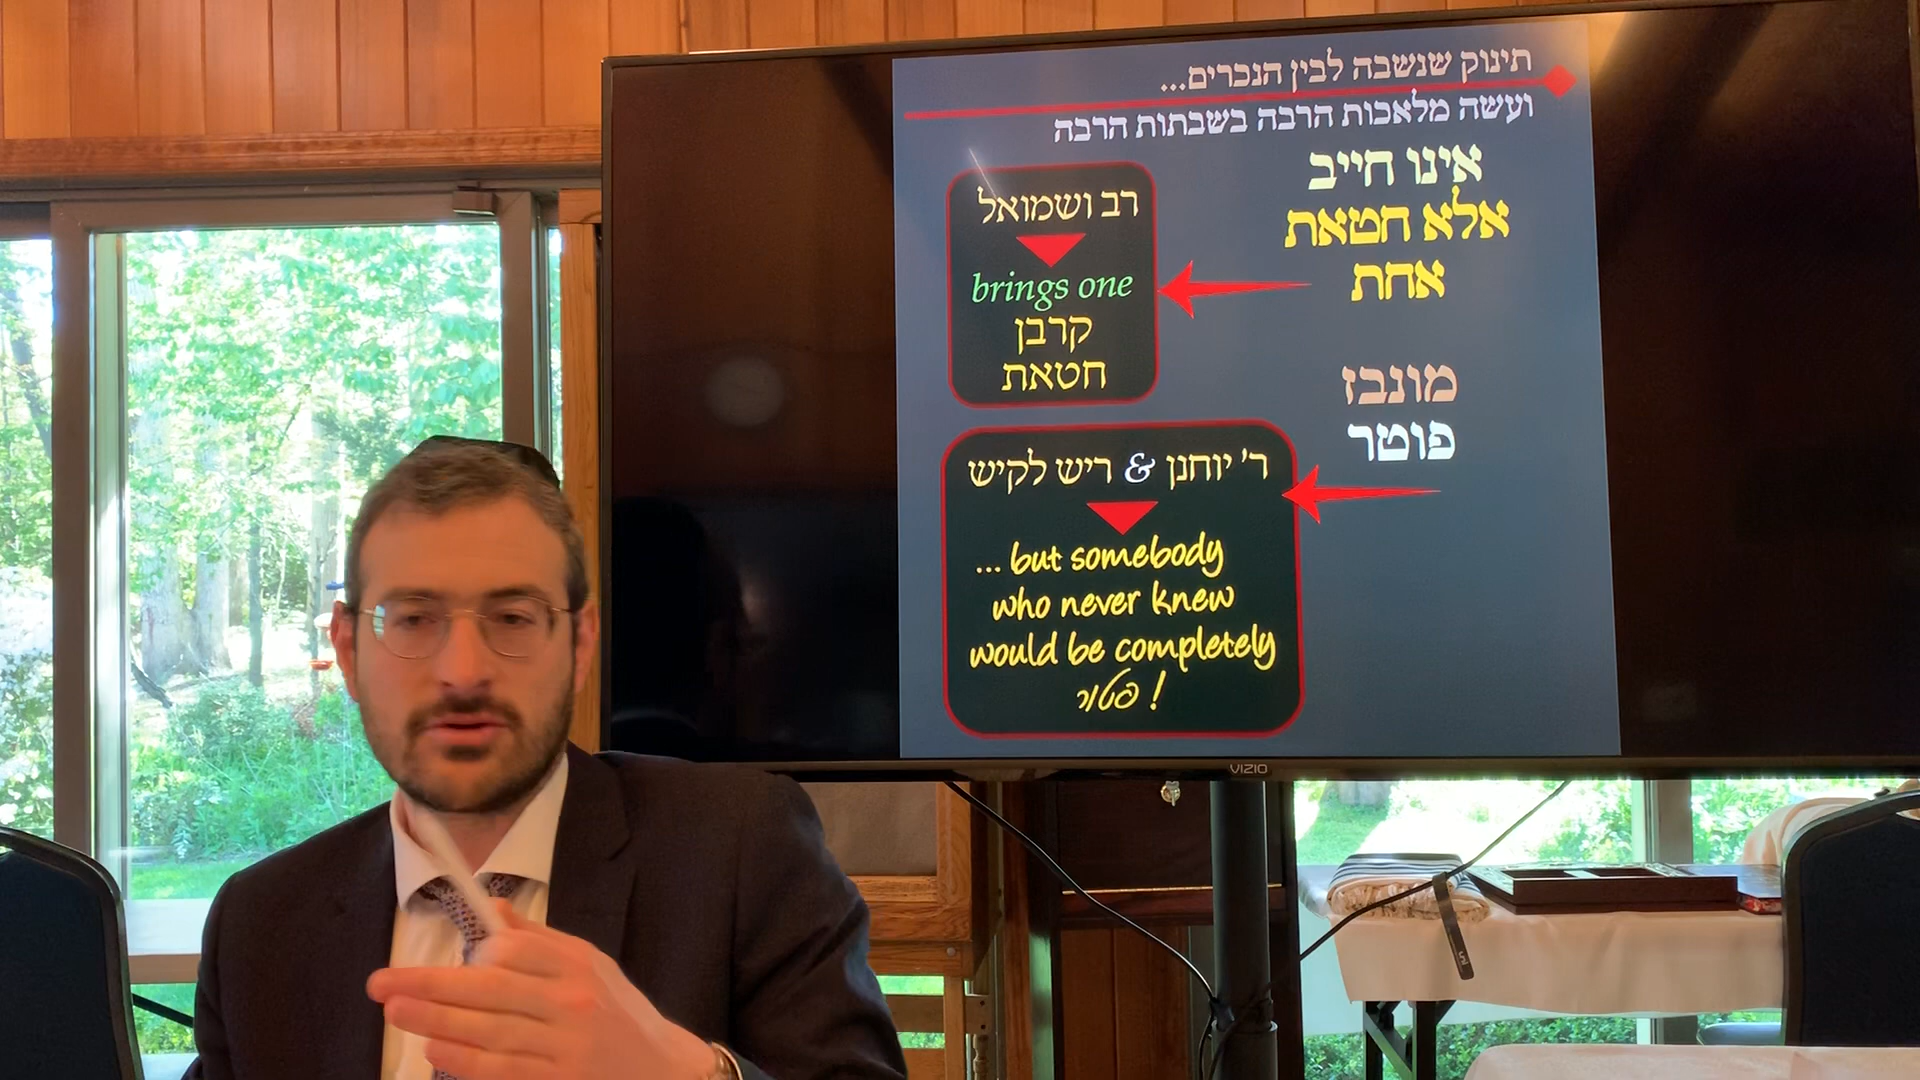 תינוק שנשבה לבין הנכרים...
ועשה מלאכות הרבה בשבתות הרבה
אינו חייב
אלא חטאת
אחת
רב ושמואל
brings one
קרבן
חטאת
מונבז
פוטר
ר' יוחנן & ריש לקיש
... but somebody
who never knew
would be completely
פטור !
VIZIO